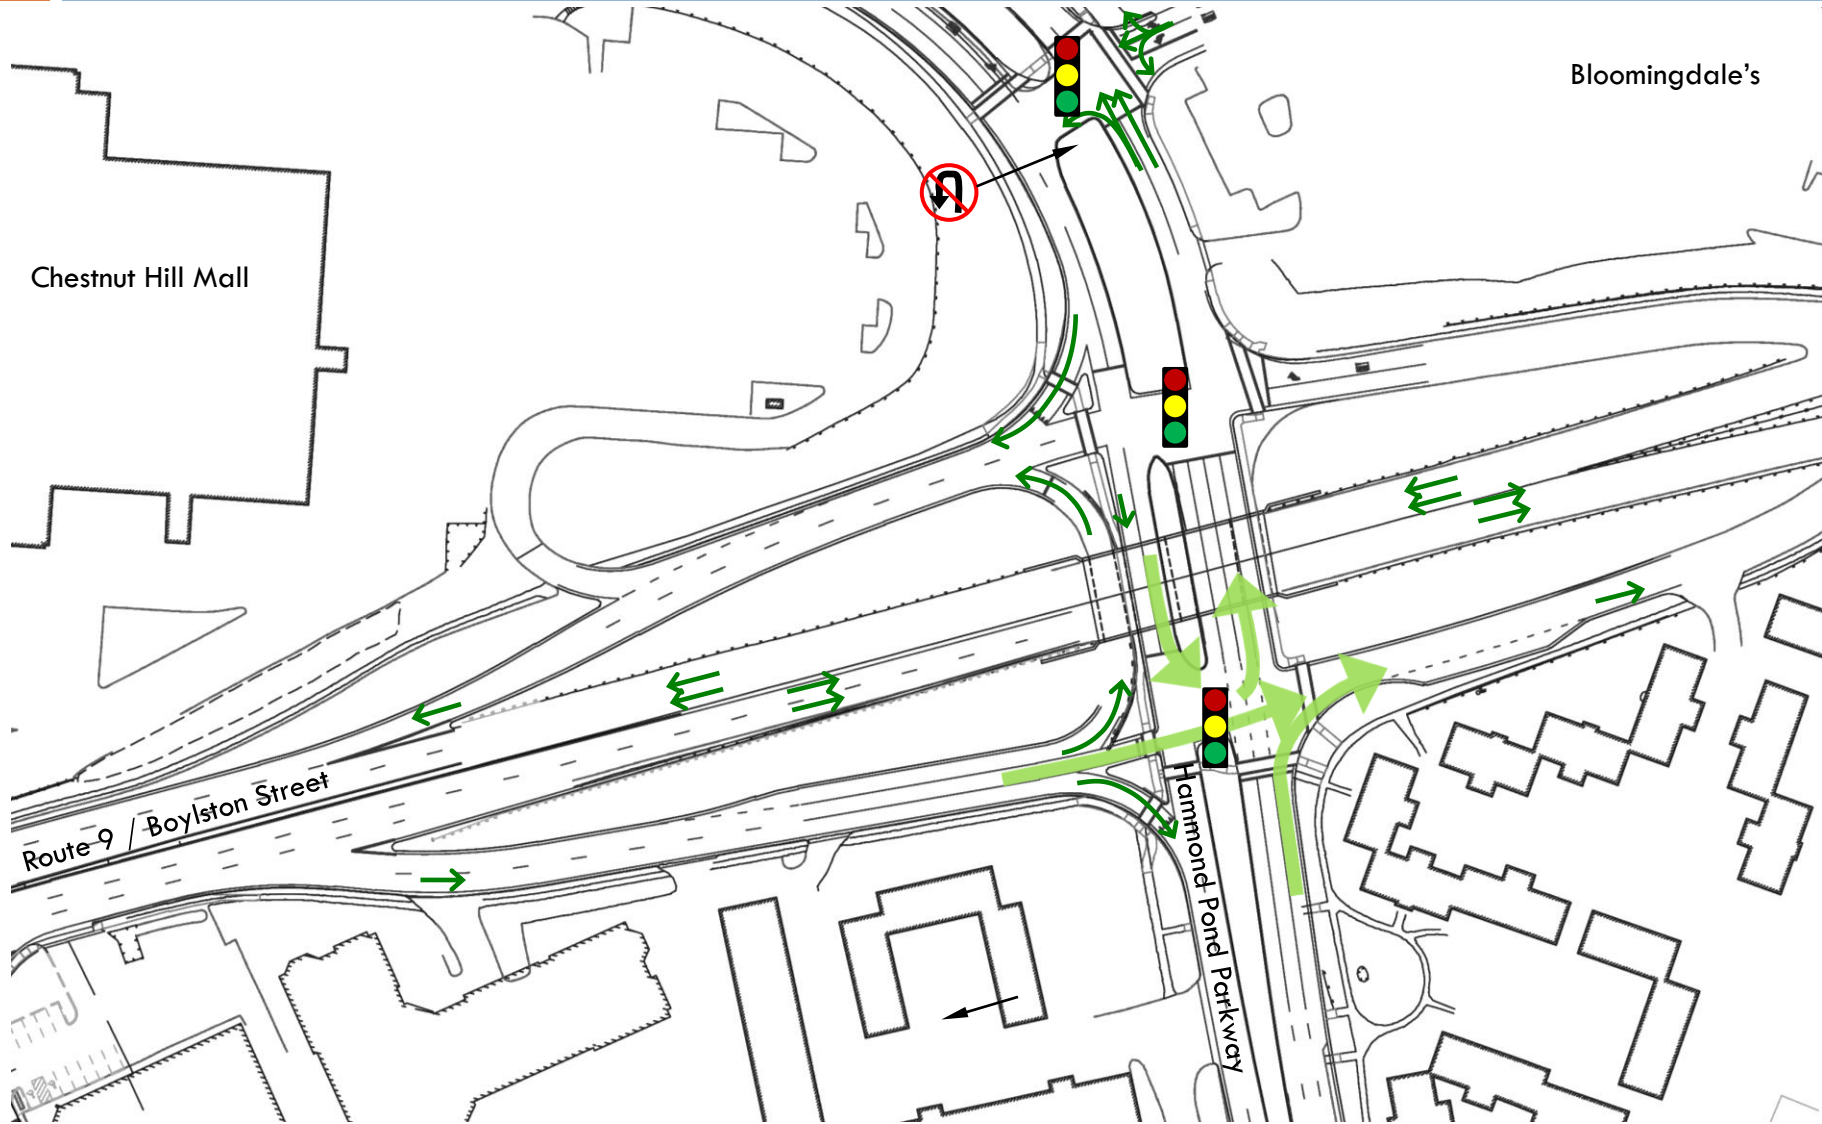 Bloomingdale’s
Chestnut Hill Mall
Route 9 / Boylston Street
Hammond Pond Parkway